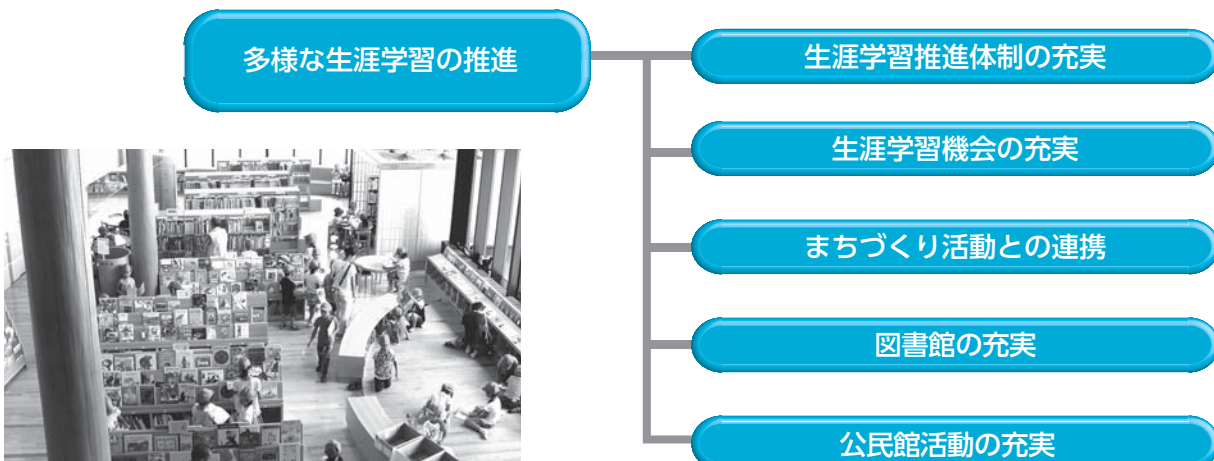 多様な生涯学習の推進
生涯学習推進体制の充実
生涯学習機会の充実
まちづくり活動との連携
図書館の充実
公民館活動の充実